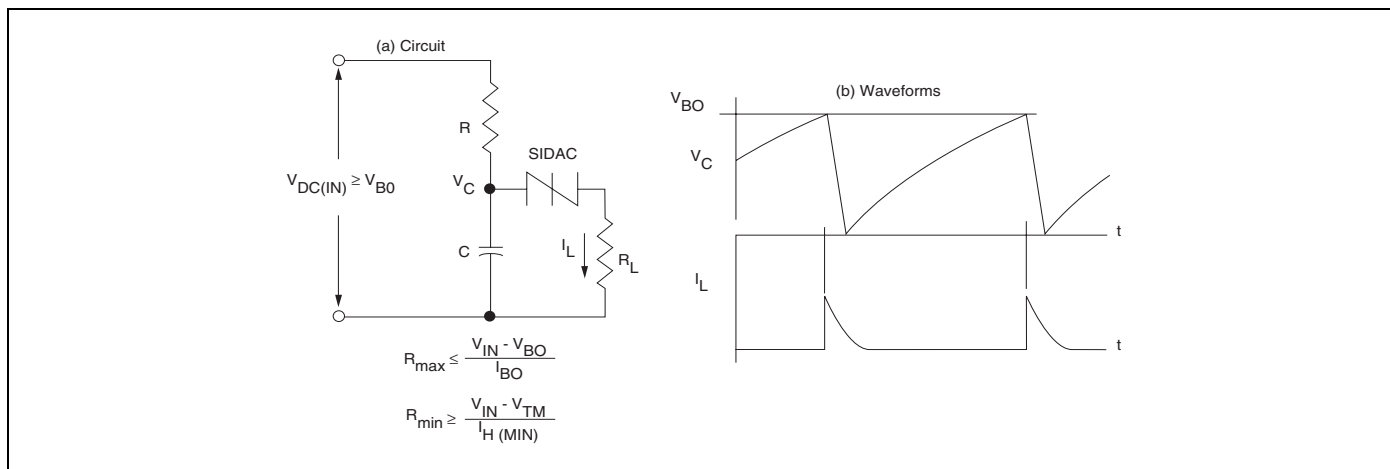 (a) Circuit
R
SIDAC
V_DC(IN) ≥ V_B0
V_C
C
I_L
R_L
R_max ≤ (V_IN - V_BO) / I_BO
R_min ≥ (V_IN - V_TM) / I_H (MIN)
(b) Waveforms
V_BO
V_C
t
I_L
t